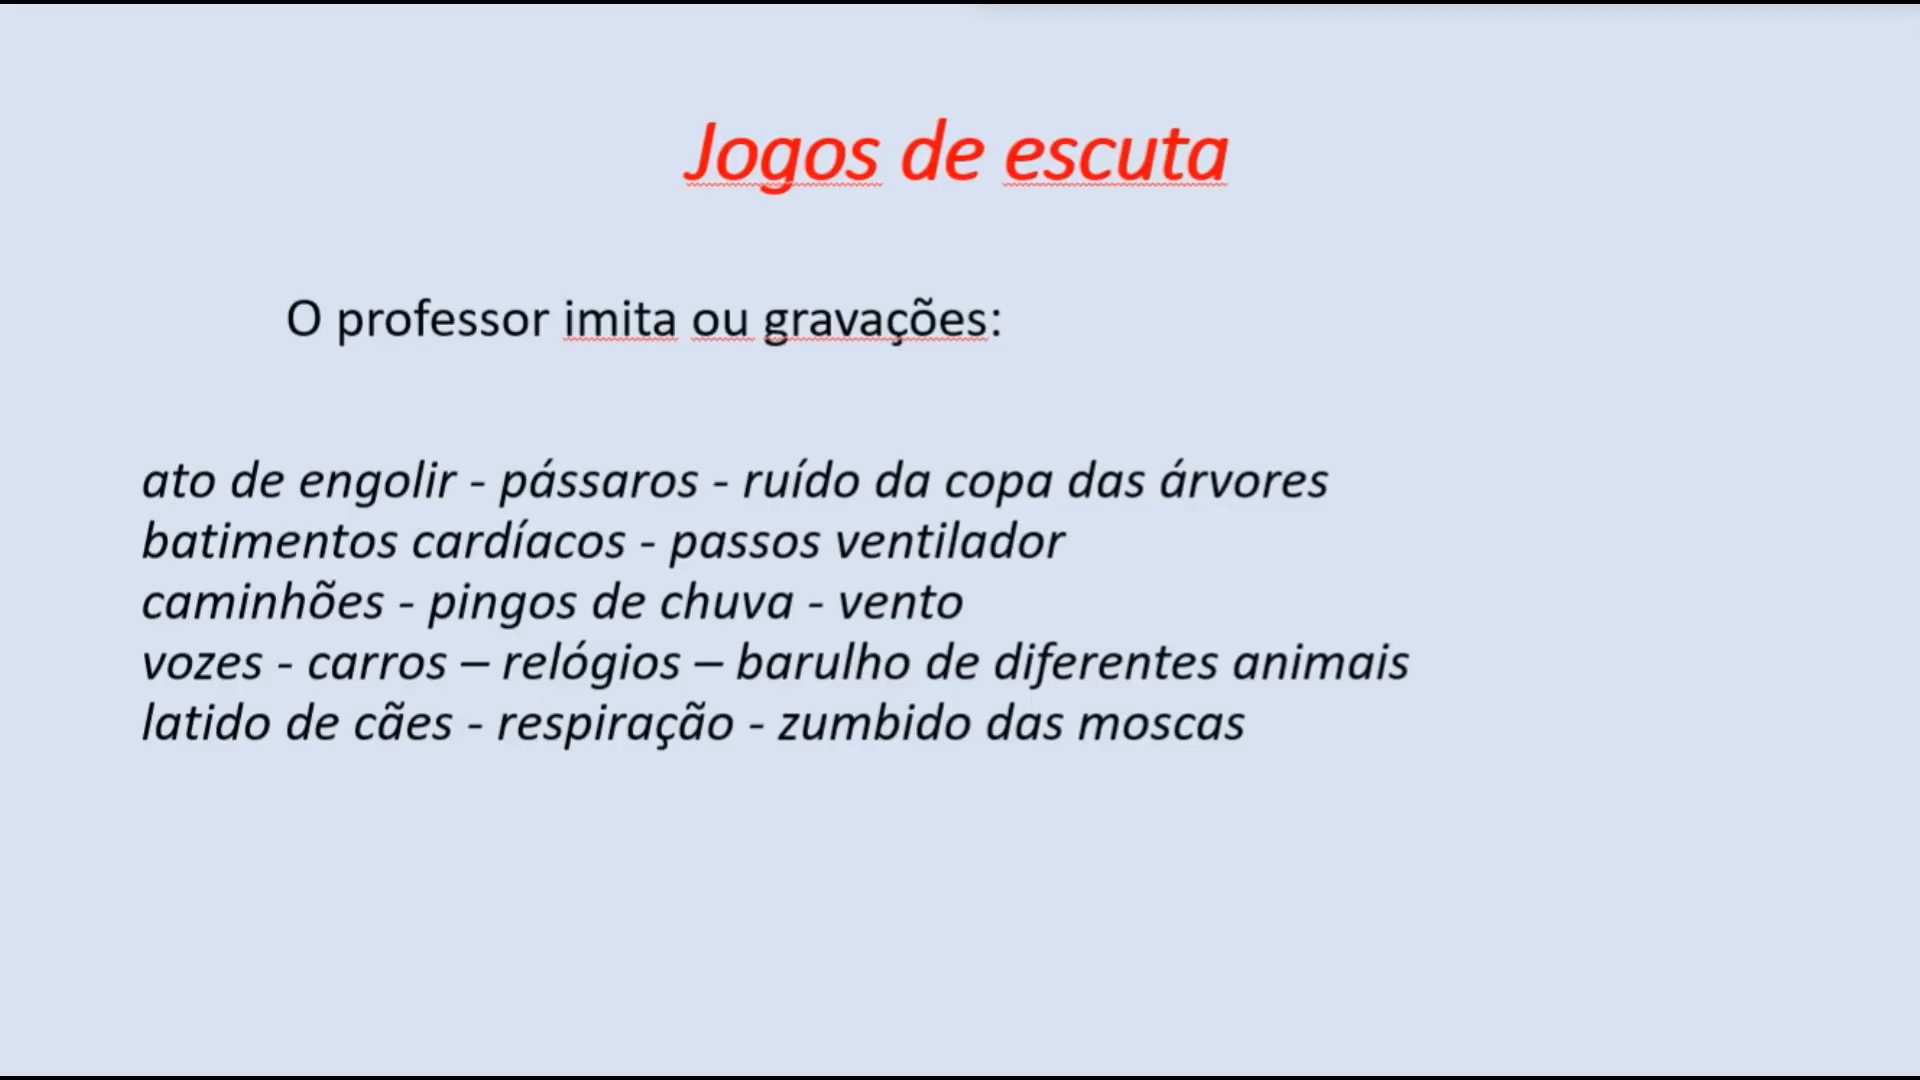 Jogos de escuta
O professor imita ou gravações:
ato de engolir - pássaros - ruído da copa das árvores
batimentos cardíacos - passos ventilador
caminhões - pingos de chuva - vento
vozes - carros – relógios – barulho de diferentes animais
latido de cães - respiração - zumbido das moscas